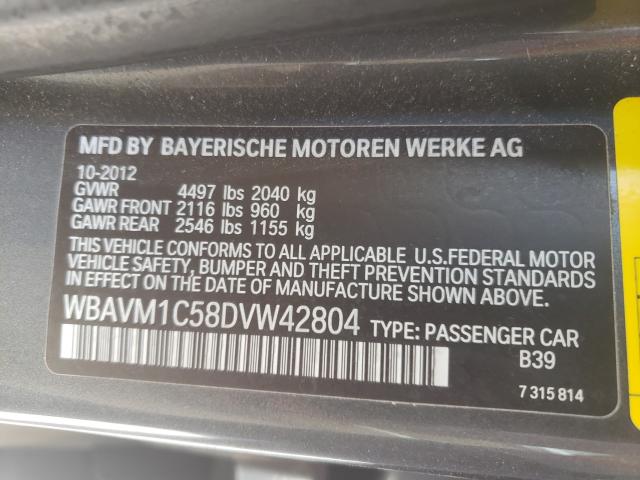 MFD BY BAYERISCHE MOTOREN WERKE AG
10-2012
GVWR 4497 lbs 2040 kg
GAWR FRONT 2116 lbs 960 kg
GAWR REAR 2546 lbs 1155 kg
THIS VEHICLE CONFORMS TO ALL APPLICABLE U.S.FEDERAL MOTOR
VEHICLE SAFETY, BUMPER AND THEFT PREVENTION STANDARDS
IN EFFECT ON THE DATE OF MANUFACTURE SHOWN ABOVE.
WBAVM1C58DVW42804 TYPE: PASSENGER CAR
B39
7 315 814